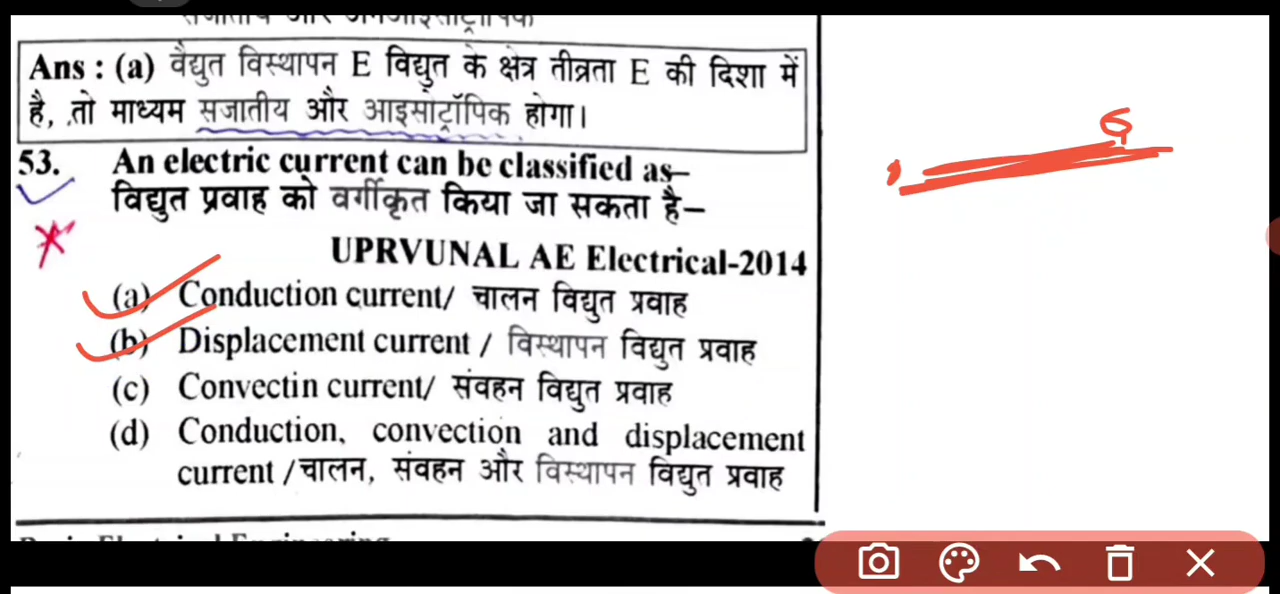 Ans : (a) वैद्युत विस्थापन E विद्युत के क्षेत्र तीव्रता E की दिशा में
है, तो माध्यम सजातीय और आइसोट्रॉपिक होगा।
53. An electric current can be classified as–
विद्युत प्रवाह को वर्गीकृत किया जा सकता है–
UPRVUNAL AE Electrical-2014
(a) Conduction current/ चालन विद्युत प्रवाह
(b) Displacement current / विस्थापन विद्युत प्रवाह
(c) Convectin current/ संवहन विद्युत प्रवाह
(d) Conduction, convection and displacement
current / चालन, संवहन और विस्थापन विद्युत प्रवाह